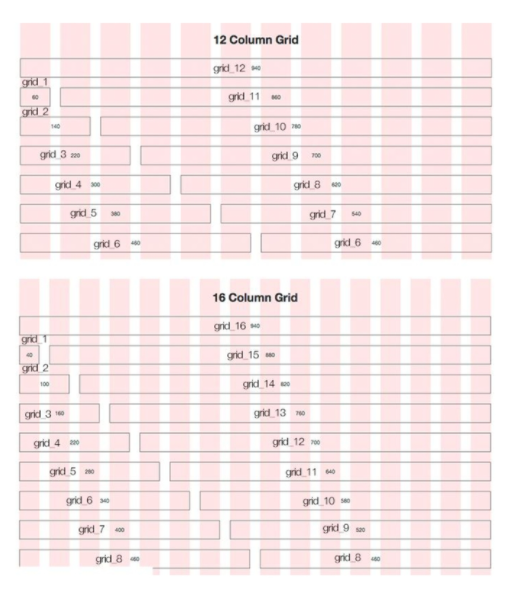 12 Column Grid
grid_12 940
grid_1
60 grid_11 860
grid_2
140 grid_10 780
grid_3 220 grid_9 700
grid_4 300 grid_8 620
grid_5 380 grid_7 540
grid_6 460 grid_6 460
16 Column Grid
grid_16 940
grid_1
40 grid_15 880
grid_2
100 grid_14 820
grid_3 160 grid_13 760
grid_4 220 grid_12 700
grid_5 280 grid_11 640
grid_6 340 grid_10 580
grid_7 400 grid_9 520
grid_8 460 grid_8 460